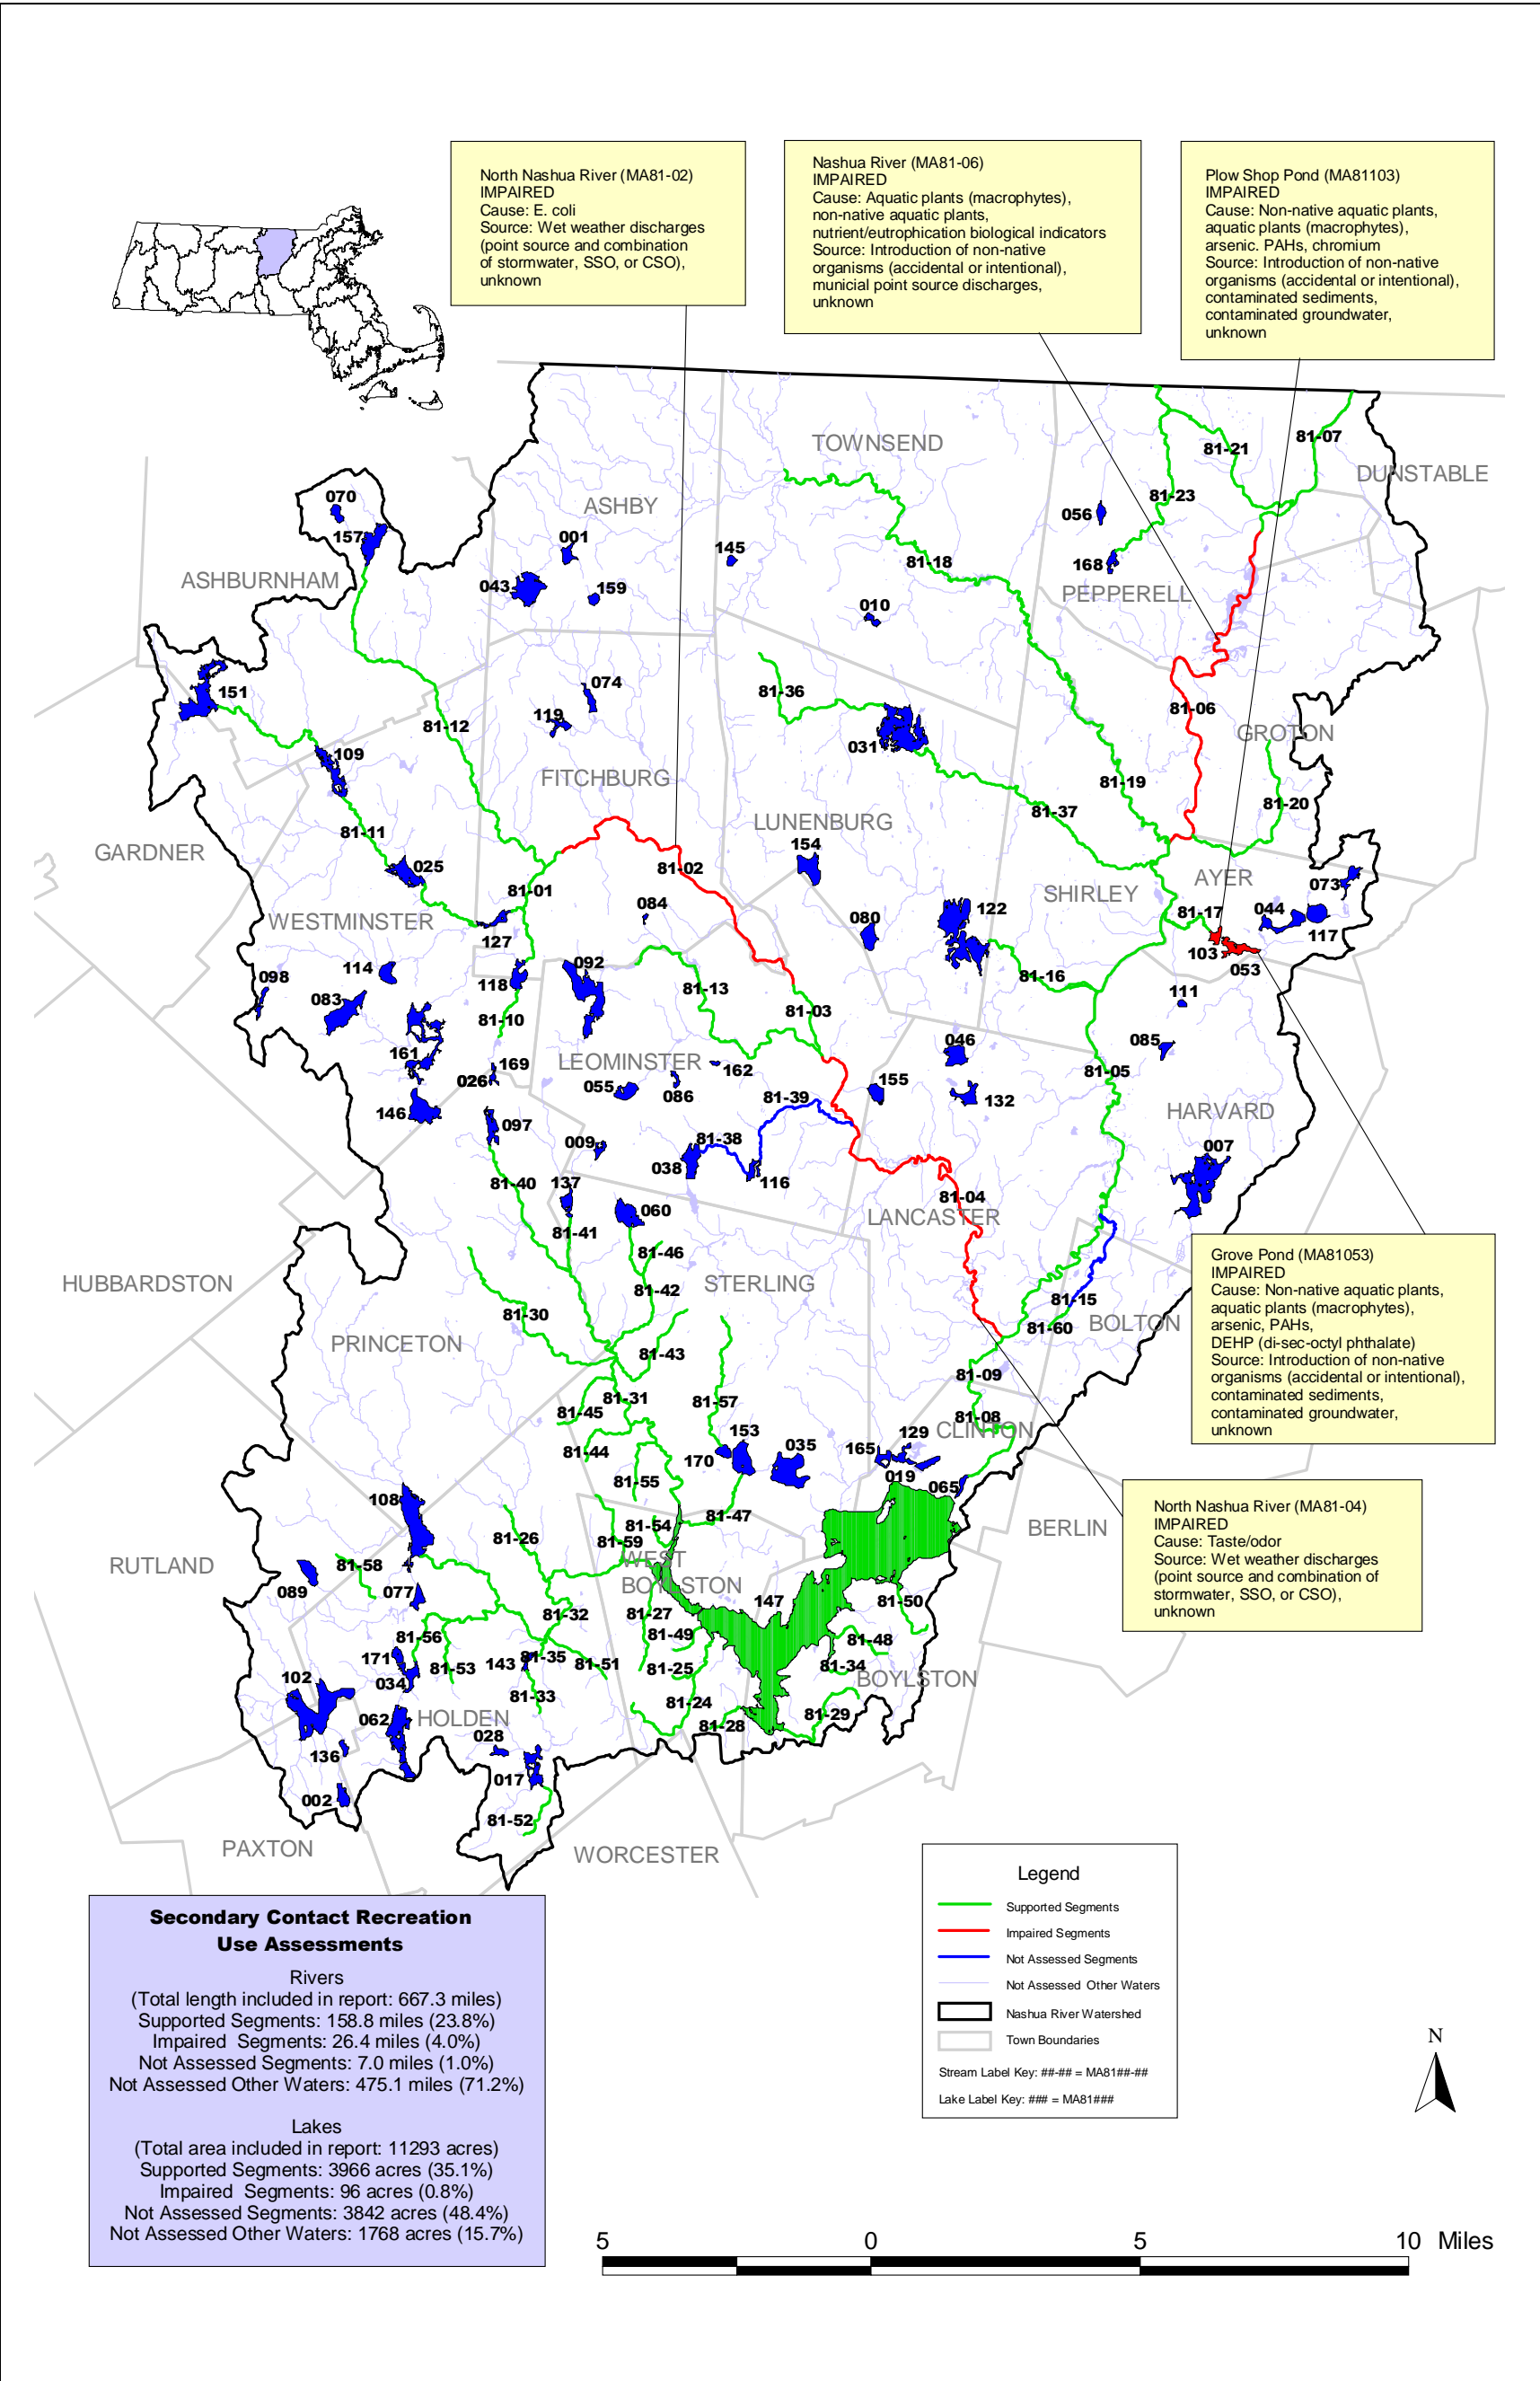 North Nashua River (MA81-02)
IMPAIRED
Cause: E. coli
Source: Wet weather discharges
(point source and combination
of stormwater, SSO, or CSO),
unknown
Nashua River (MA81-06)
IMPAIRED
Cause: Aquatic plants (macrophytes),
non-native aquatic plants,
nutrient/eutrophication biological indicators
Source: Introduction of non-native
organisms (accidental or intentional),
municial point source discharges,
unknown
Plow Shop Pond (MA81103)
IMPAIRED
Cause: Non-native aquatic plants,
aquatic plants (macrophytes),
arsenic. PAHs, chromium
Source: Introduction of non-native
organisms (accidental or intentional),
contaminated sediments,
contaminated groundwater,
unknown
TOWNSEND
81-07
81-21
DUNSTABLE
070
81-23
ASHBY
056
157
001
145
81-18
168
ASHBURNHAM
043
159
PEPPERELL
010
151
074
81-36
119
81-12
81-06
GROTON
031
109
FITCHBURG
81-19
81-20
81-37
LUNENBURG
81-11
154
GARDNER
025
81-02
81-01
SHIRLEY
AYER
073
084
122
81-17
044
WESTMINSTER
080
117
127
103
092
053
114
098
118
81-16
81-13
111
083
81-03
81-10
085
161
LEOMINSTER
046
169
162
81-05
026
055
086
155
132
81-39
146
HARVARD
097
81-38
009
007
038
116
81-40
137
81-04
060
LANCASTER
81-41
81-46
HUBBARDSTON
STERLING
81-42
81-15
81-30
81-60
BOLTON
PRINCETON
81-43
81-09
81-31
81-57
81-45
81-08
CLINTON
153
129
035
165
81-44
170
019
81-55
065
Grove Pond (MA81053)
IMPAIRED
Cause: Non-native aquatic plants,
aquatic plants (macrophytes),
arsenic, PAHs,
DEHP (di-sec-octyl phthalate)
Source: Introduction of non-native
organisms (accidental or intentional),
contaminated sediments,
contaminated groundwater,
unknown
108
81-47
81-54
81-26
81-59
BERLIN
RUTLAND
81-58
WEST
BOYLSTON
089
077
147
81-50
81-32
81-27
81-56
81-49
81-48
171
81-35
143
81-51
81-53
81-25
81-34
034
102
BOYLSTON
81-33
81-24
062
HOLDEN
81-29
81-28
028
136
017
002
81-52
PAXTON
WORCESTER
North Nashua River (MA81-04)
IMPAIRED
Cause: Taste/odor
Source: Wet weather discharges
(point source and combination of
stormwater, SSO, or CSO),
unknown
Legend
Supported Segments
Impaired Segments
Not Assessed Segments
Not Assessed Other Waters
Nashua River Watershed
Town Boundaries
Stream Label Key: ##-## = MA81##-##
Lake Label Key: ### = MA81###
Secondary Contact Recreation
Use Assessments
Rivers
(Total length included in report: 667.3 miles)
Supported Segments: 158.8 miles (23.8%)
Impaired Segments: 26.4 miles (4.0%)
Not Assessed Segments: 7.0 miles (1.0%)
Not Assessed Other Waters: 475.1 miles (71.2%)
Lakes
(Total area included in report: 11293 acres)
Supported Segments: 3966 acres (35.1%)
Impaired Segments: 96 acres (0.8%)
Not Assessed Segments: 3842 acres (48.4%)
Not Assessed Other Waters: 1768 acres (15.7%)
N
5 0 5 10 Miles